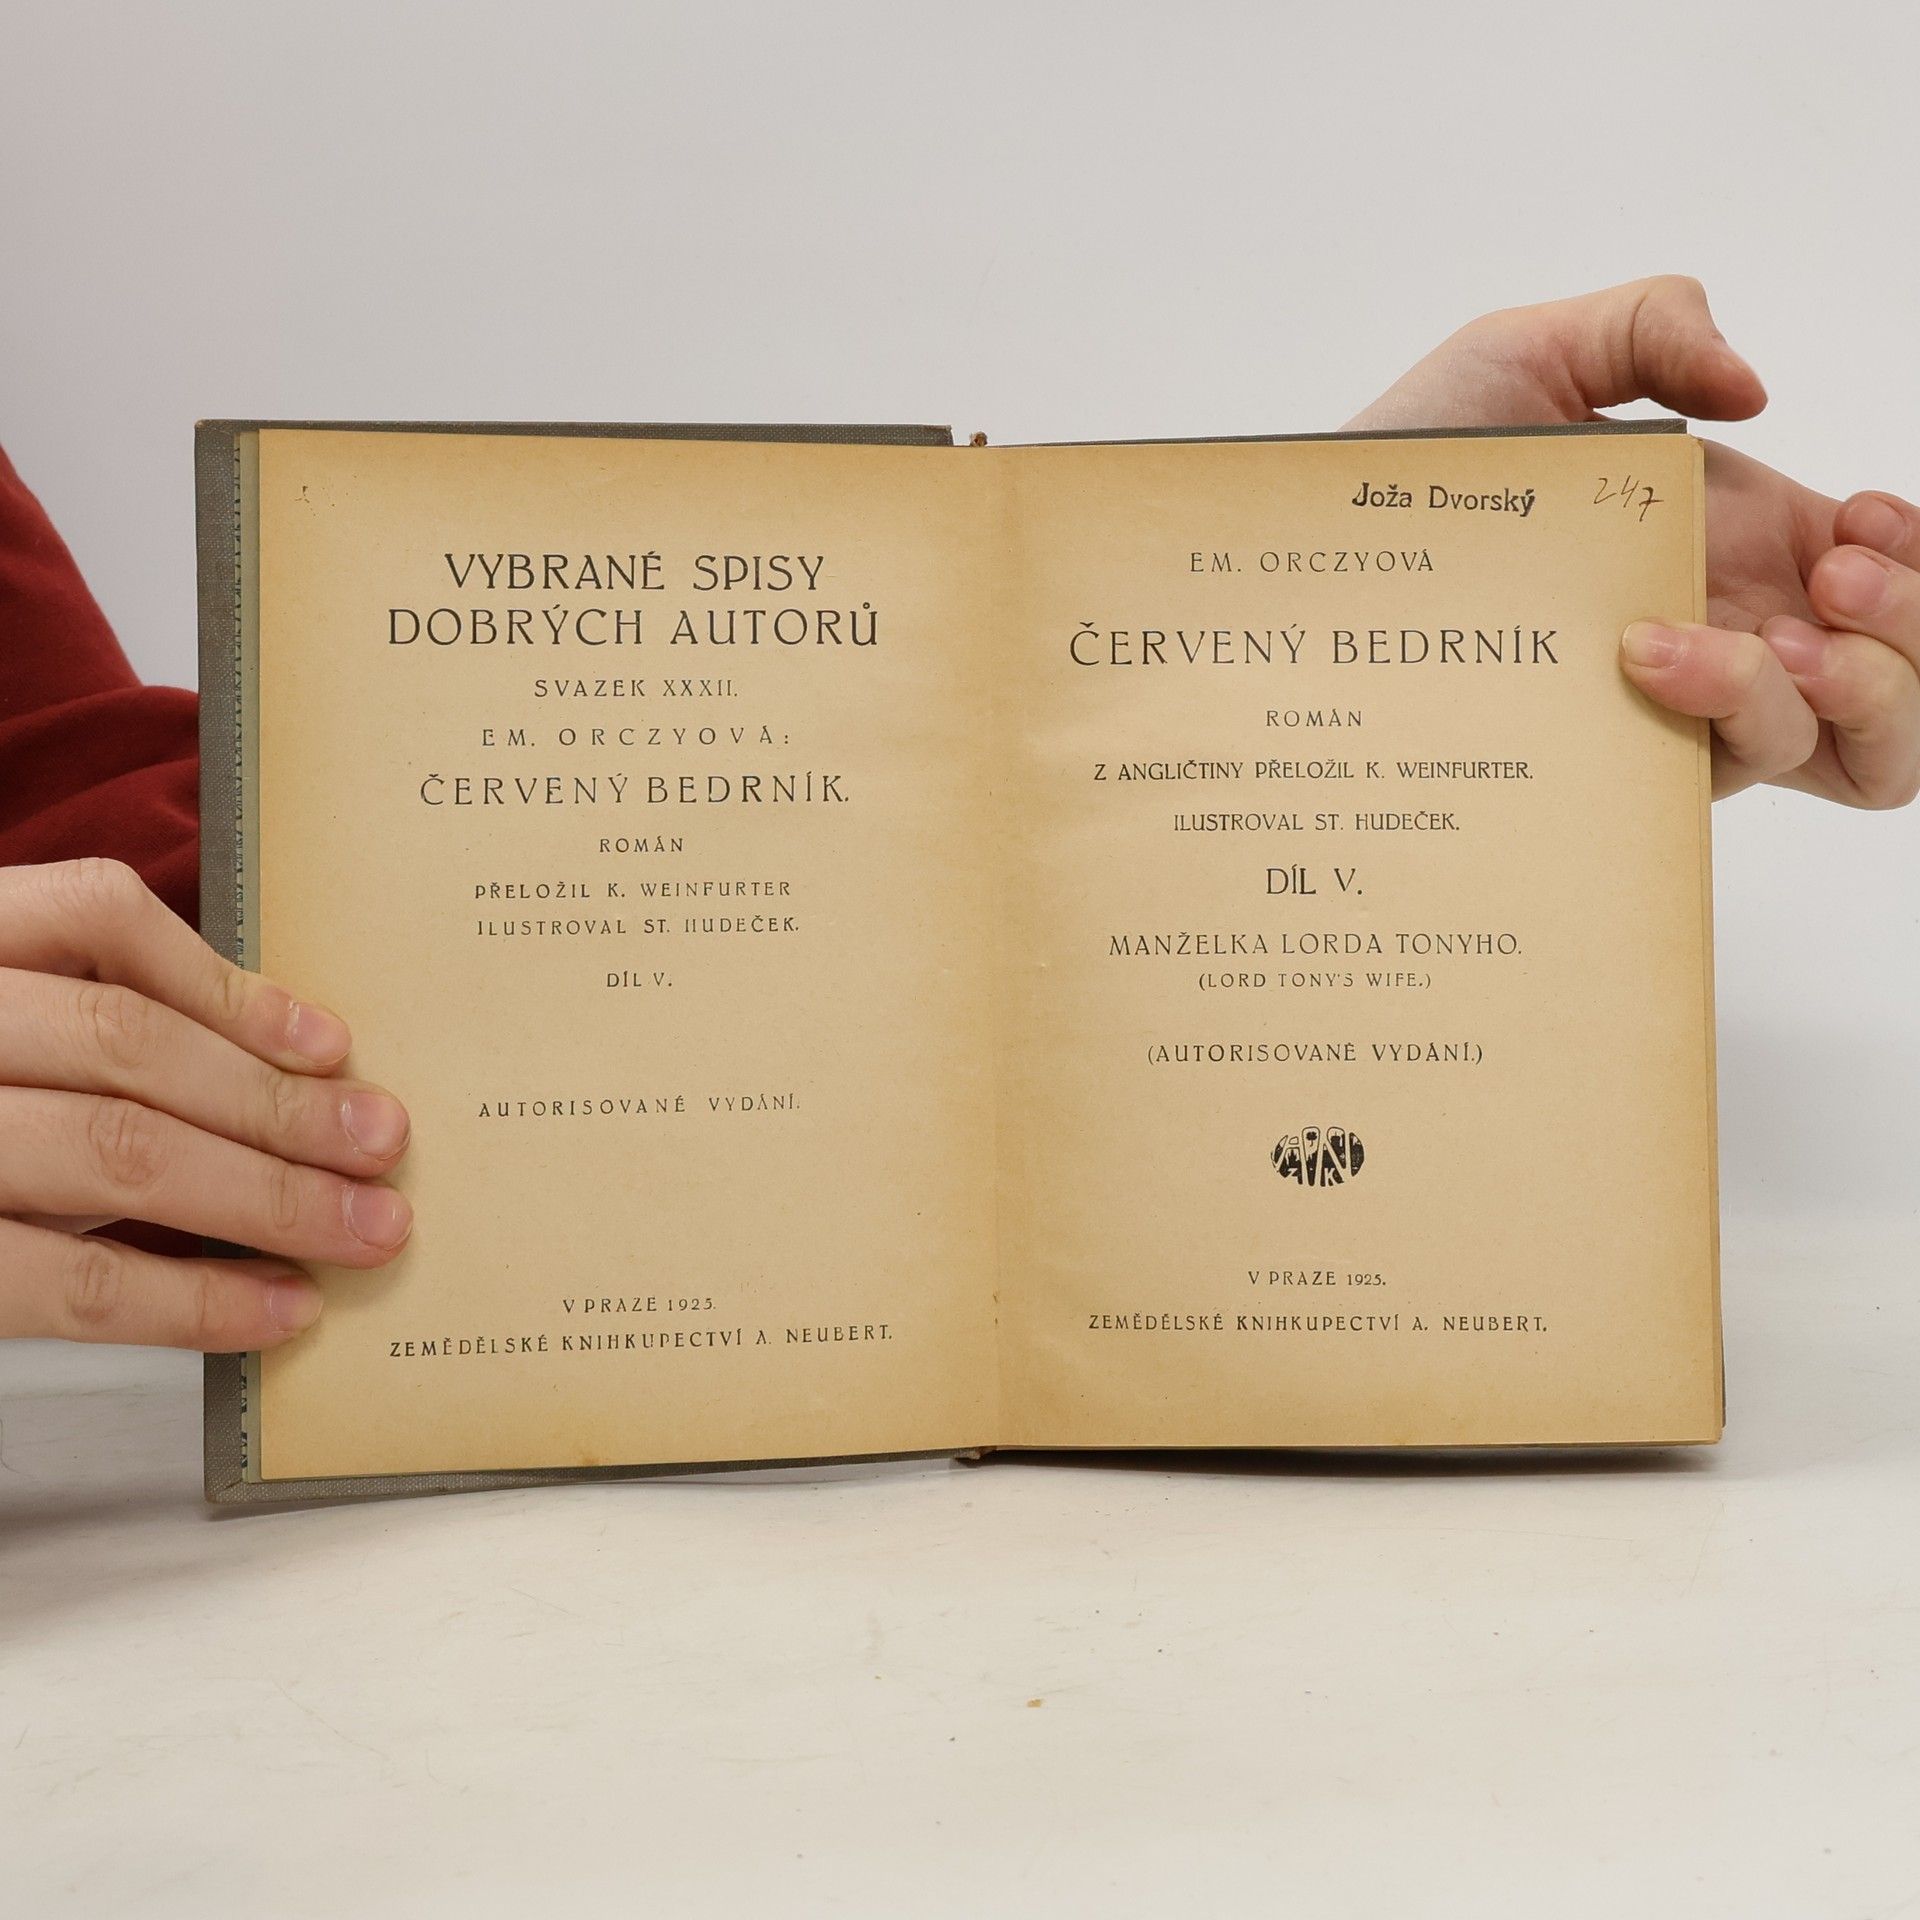 VYBRANÉ SPISY
DOBRÝCH AUTORŮ
SVAZEK XXXII.
EM. ORCZYOVÁ:
ČERVENÝ BEDRNÍK.
ROMÁN
PŘELOŽIL K. WEINFURTER
ILUSTROVAL ST. HUDEČEK.
DÍL V.
AUTORISOVANÉ VYDÁNÍ.
V PRAZE 1925.
ZEMĚDĚLSKÉ KNIHKUPECTVÍ A. NEUBERT.
Joža Dvorský 247
EM. ORCZYOVÁ
ČERVENÝ BEDRNÍK
ROMÁN
Z ANGLIČTINY PŘELOŽIL K. WEINFURTER.
ILUSTROVAL ST. HUDEČEK.
DÍL V.
MANŽELKA LORDA TONYHO.
(LORD TONY'S WIFE.)
(AUTORISOVANÉ VYDÁNÍ.)
V PRAZE 1925.
ZEMĚDĚLSKÉ KNIHKUPECTVÍ A. NEUBERT.